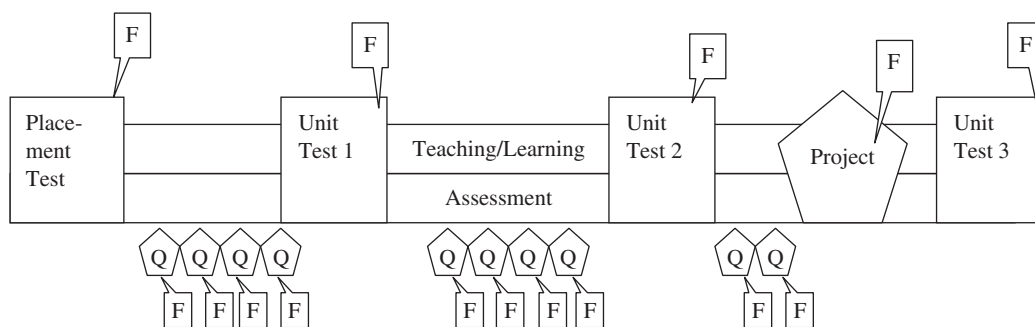 F F F F F
Place-
ment
Test
Unit
Test 1
Teaching/Learning
Assessment
Unit
Test 2
Project
Unit
Test 3
Q Q Q Q Q Q Q Q Q Q
F F F F F F F F F F